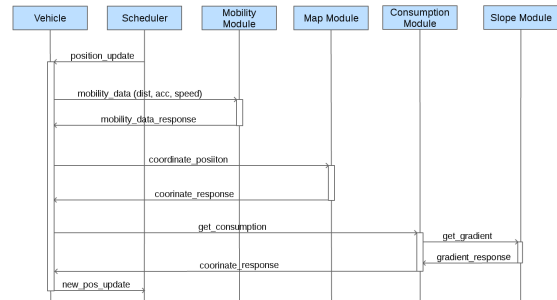 Vehicle
Scheduler
Mobility
Module
Map Module
Consumption
Module
Slope Module
position_update
mobility_data (dist, acc, speed)
mobility_data_response
coordinate_posiiton
coorinate_response
get_consumption
get_gradient
gradient_response
coorinate_response
new_pos_update